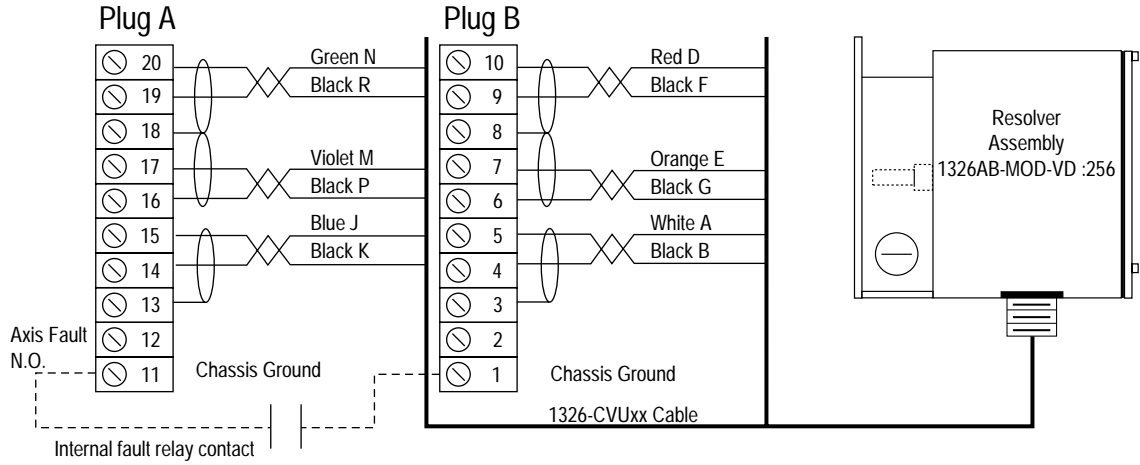 Plug A
Plug B
20
Green N
10
Red D
19
Black R
9
Black F
18
8
17
Violet M
7
Orange E
16
Black P
6
Black G
15
Blue J
5
White A
14
Black K
4
Black B
13
3
12
2
11
1
Axis Fault
N.O.
Chassis Ground
Chassis Ground
Internal fault relay contact
1326-CVUxx Cable
Resolver
Assembly
1326AB-MOD-VD :256